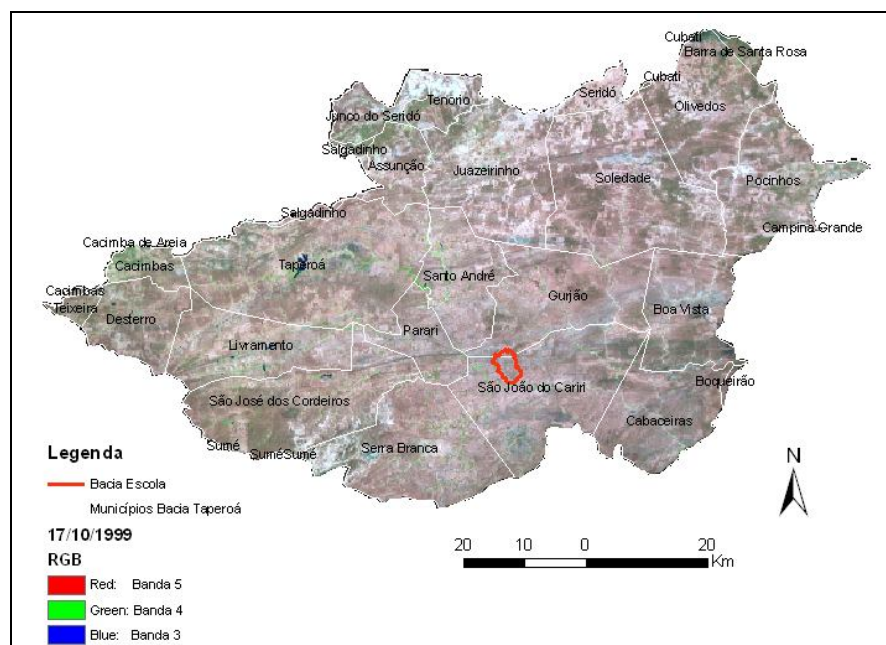 Cubati
Barra de Santa Rosa
Cubati
Seridó
Olivedos
Tenório
Junco do Seridó
Salgadinho
Assunção
Juazeirinho
Soledade
Pocinhos
Salgadinho
Campina Grande
Cacimba de Areia
Cacimbas
Taperoá
Santo André
Gurjão
Cacimbas
Teixeira
Desterro
Boa Vista
Livramento
Parari
São João do Cariri
Boqueirão
São José dos Cordeiros
Cabaceiras
Sumé
SuméSumé
Serra Branca
Legenda
Bacia Escola
Municípios Bacia Taperoá
17/10/1999
RGB
Red: Banda 5
Green: Banda 4
Blue: Banda 3
N
20 10 0 20
Km